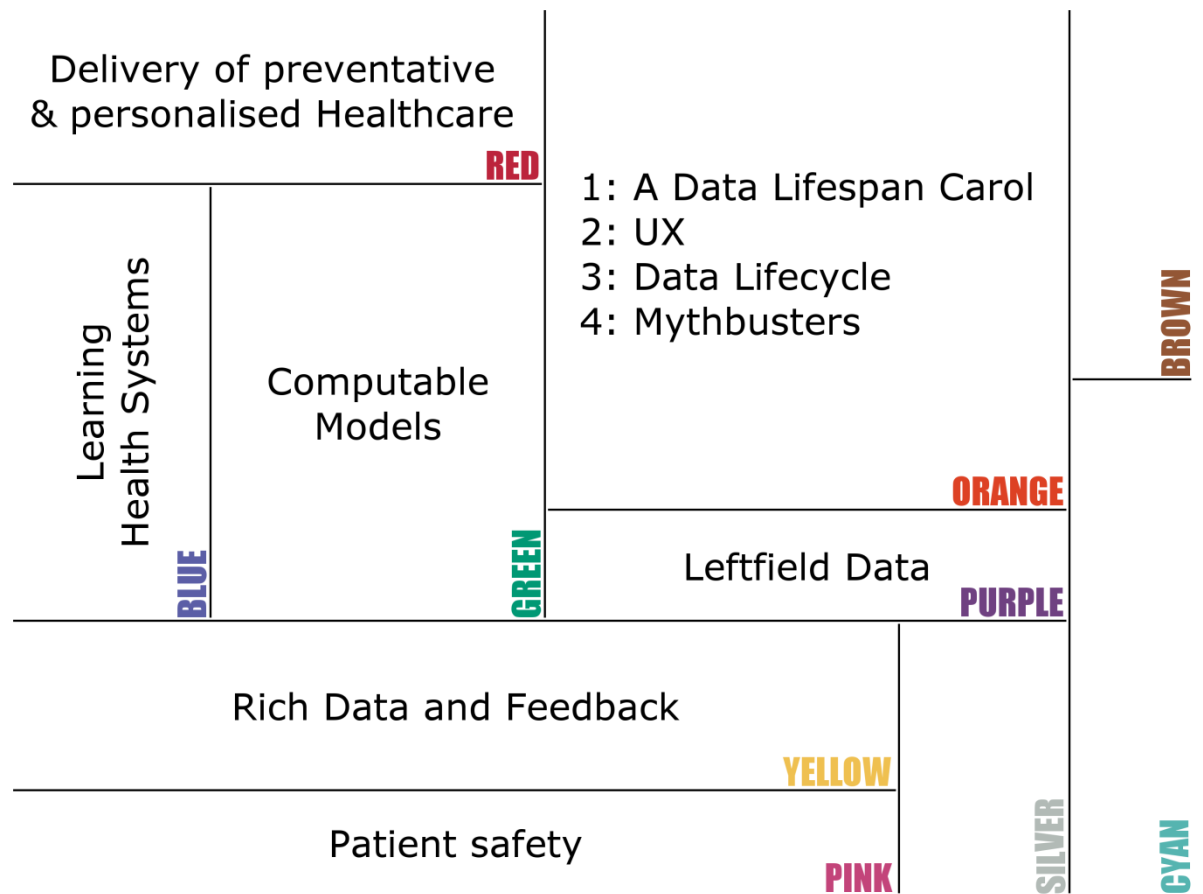 Delivery of preventative
& personalised Healthcare
RED
1: A Data Lifespan Carol
2: UX
3: Data Lifecycle
4: Mythbusters
ORANGE
BROWN
Learning
Health Systems
BLUE
Computable
Models
GREEN
Leftfield Data
PURPLE
Rich Data and Feedback
YELLOW
Patient safety
PINK
SILVER
CYAN